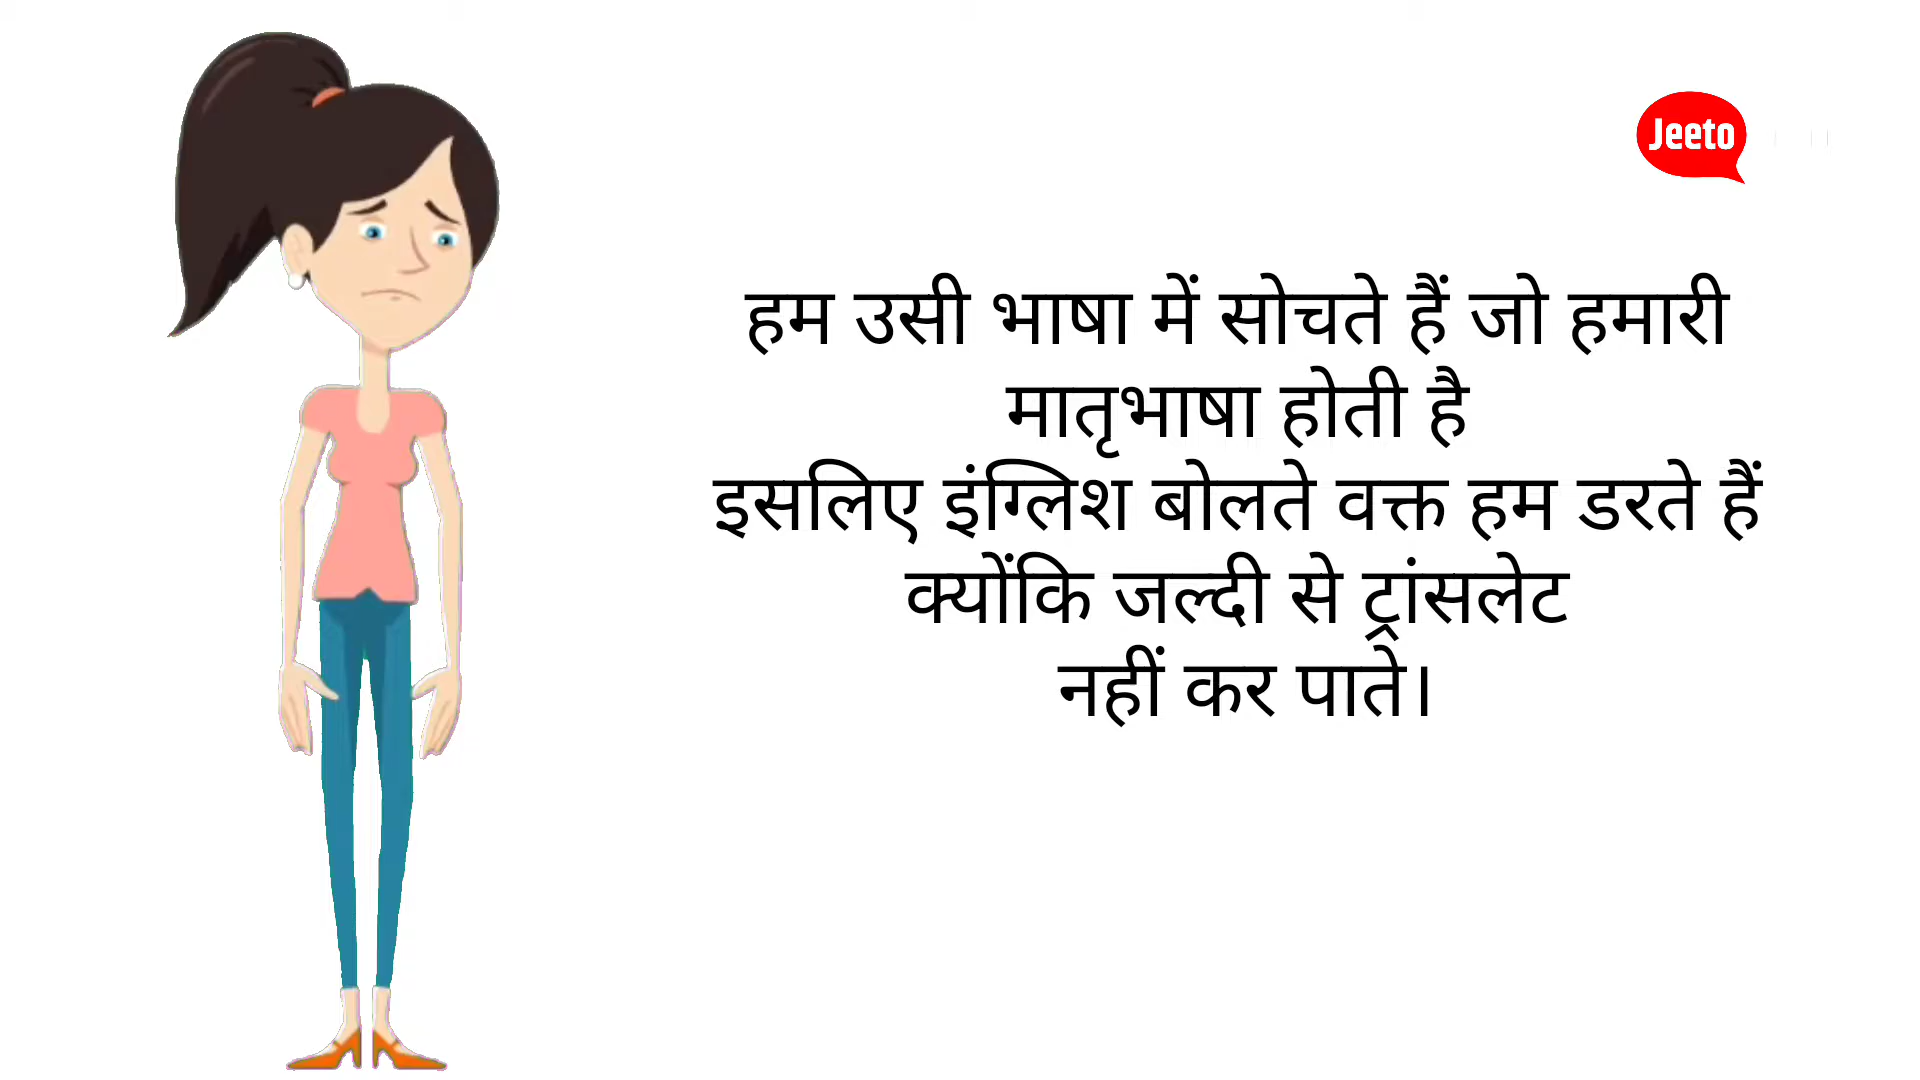 Jeeto
हम उसी भाषा में सोचते हैं जो हमारी
मातृभाषा होती है
इसलिए इंग्लिश बोलते वक्त हम डरते हैं
क्योंकि जल्दी से ट्रांसलेट
नहीं कर पाते।